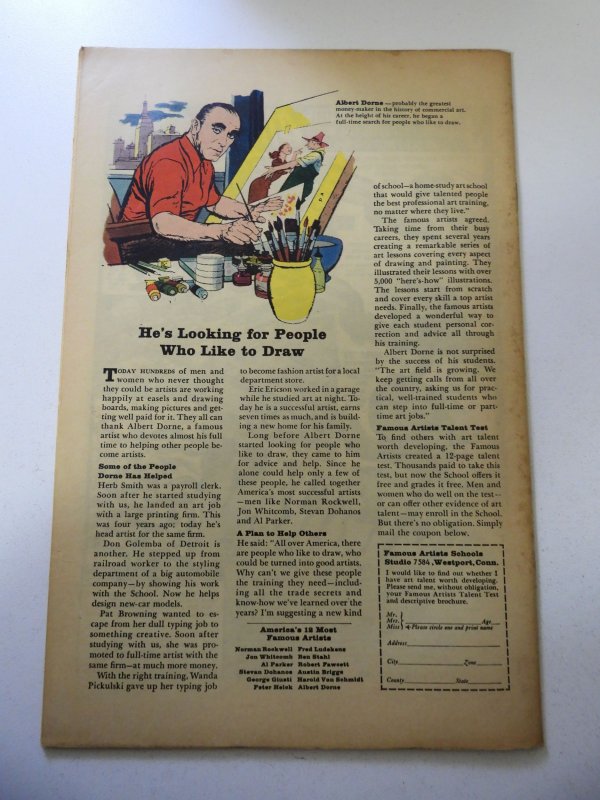 Albert Dorne — probably the greatest
money-maker in the history of commercial art.
At the height of his career, he began a
full-time search for people who like to draw.
He's Looking for People
Who Like to Draw
TODAY HUNDREDS of men and
women who never thought
they could be artists are working
happily at easels and drawing
boards, making pictures and get-
ting well paid for it. They all can
thank Albert Dorne, a famous
artist who devotes almost his full
time to helping other people be-
come artists.
Some of the People
Dorne Has Helped
Herb Smith was a payroll clerk.
Soon after he started studying
with us, he landed an art job
with a large printing firm. This
was four years ago; today he's
head artist for the same firm.
Don Golemba of Detroit is
another. He stepped up from
railroad worker to the styling
department of a big automobile
company—by showing his work
with the School. Now he helps
design new-car models.
Pat Browning wanted to es-
cape from her dull typing job to
something creative. Soon after
studying with us, she was pro-
moted to full-time artist with the
same firm—at much more money.
With the right training, Wanda
Pickulski gave up her typing job
to become fashion artist for a local
department store.
Eric Ericson worked in a garage
while he studied art at night. To-
day he is a successful artist, earns
seven times as much, and is build-
ing a new home for his family.
Long before Albert Dorne
started looking for people who
like to draw, they came to him
for advice and help. Since he
alone could help only a few of
these people, he called together
America's most successful artists
—men like Norman Rockwell,
Jon Whitcomb, Stevan Dohanos
and Al Parker.
A Plan to Help Others
He said: "All over America, there
are people who like to draw, who
could be turned into good artists.
Why can't we give these people
the training they need—includ-
ing all the trade secrets and
know-how we've learned over the
years? I'm suggesting a new kind
America's 12 Most
Famous Artists
Norman Rockwell Fred Ludekens
Jon Whitcomb Ben Stahl
Al Parker Robert Fawcett
Stevan Dohanos Austin Briggs
George Giusti Harold Von Schmidt
Peter Helck Albert Dorne
of school—a home-study art school
that would give talented people
the best professional art training,
no matter where they live."
The famous artists agreed.
Taking time from their busy
careers, they spent several years
creating a remarkable series of
art lessons covering every aspect
of drawing and painting. They
illustrated their lessons with over
5,000 "here's-how" illustrations.
The lessons start from scratch
and cover every skill a top artist
needs. Finally, the famous artists
developed a wonderful way to
give each student personal cor-
rection and advice all through
his training.
Albert Dorne is not surprised
by the success of his students.
"The art field is growing. We
keep getting calls from all over
the country, asking us for prac-
tical, well-trained students who
can step into full-time or part-
time art jobs."
Famous Artists Talent Test
To find others with art talent
worth developing, the Famous
Artists created a 12-page talent
test. Thousands paid to take this
test, but now the School offers it
free and grades it free. Men and
women who do well on the test—
or can offer other evidence of art
talent—may enroll in the School.
But there's no obligation. Simply
mail the coupon below.
Famous Artists Schools
Studio 7384, Westport, Conn.
I would like to find out whether I
have art talent worth developing.
Please send me, without obligation,
your Famous Artists Talent Test
and descriptive brochure.
Mr.
Mrs. Age
Miss Please circle one and print name
Address
City Zone
County State